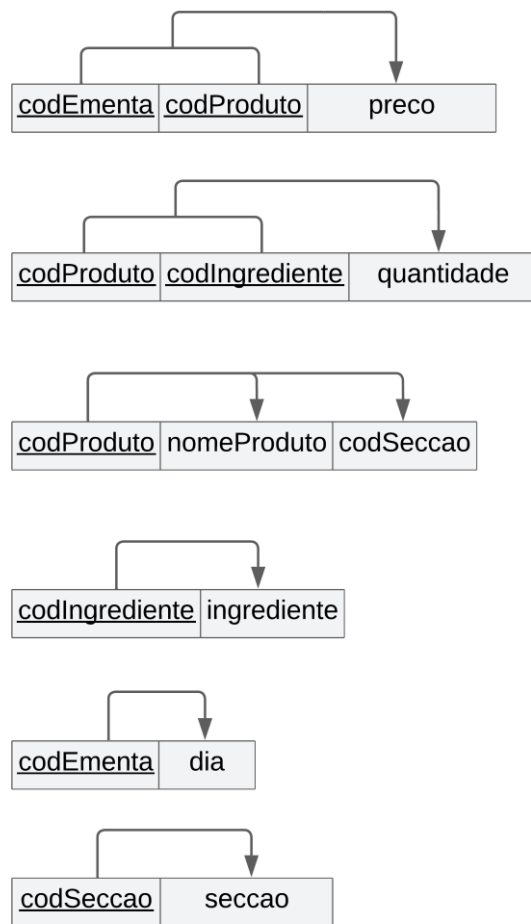 codEmenta codProduto preco
codProduto codIngrediente quantidade
codProduto nomeProduto codSeccao
codIngrediente ingrediente
codEmenta dia
codSeccao seccao